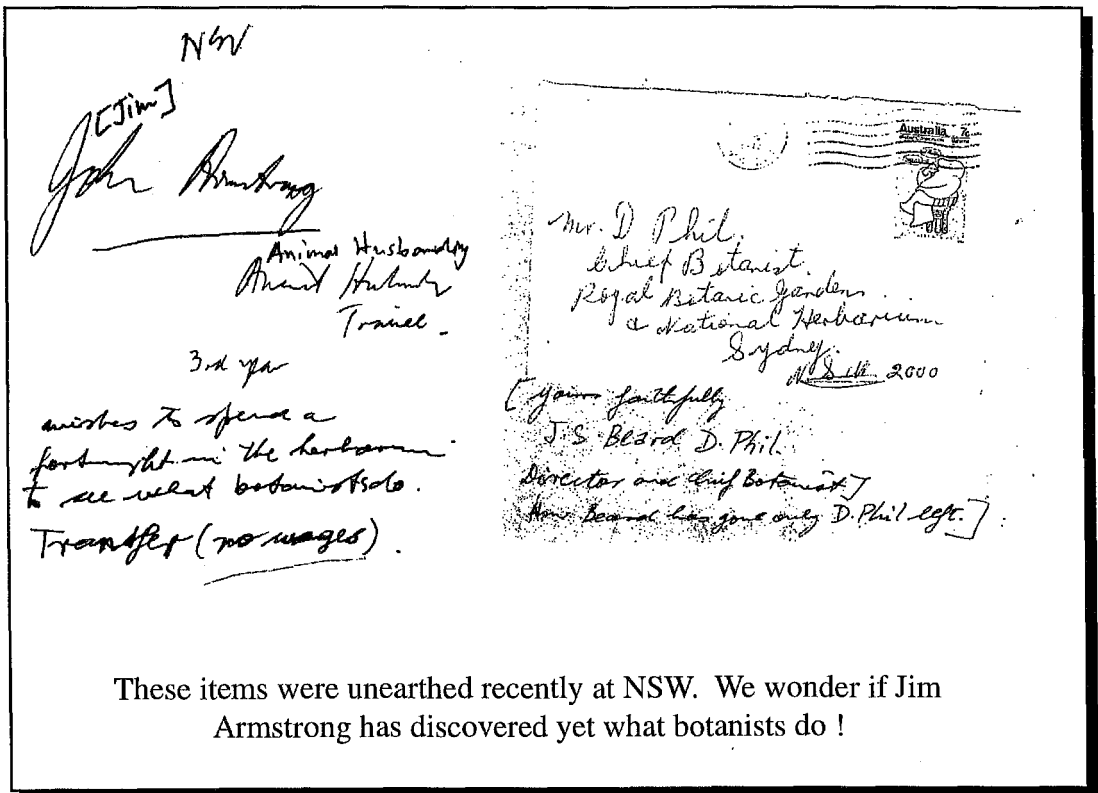 NSW
[Jim]
John Armstrong
Animal Husbandry
Animal Husbandry
Trainee.
3rd year
wishes to spend a
fortnight in the herbarium
to see what botanists do.
Transfer (no wages).
Australia 7c
Mr. D Phil.
Chief Botanist.
Royal Botanic Gardens
& National Herbarium
Sydney.
N.S.W. 2000
[Yours faithfully
J.S. Beard D. Phil.
Director and Chief Botanist]
Now Beard has gone only D. Phil left.]
These items were unearthed recently at NSW. We wonder if Jim
Armstrong has discovered yet what botanists do !